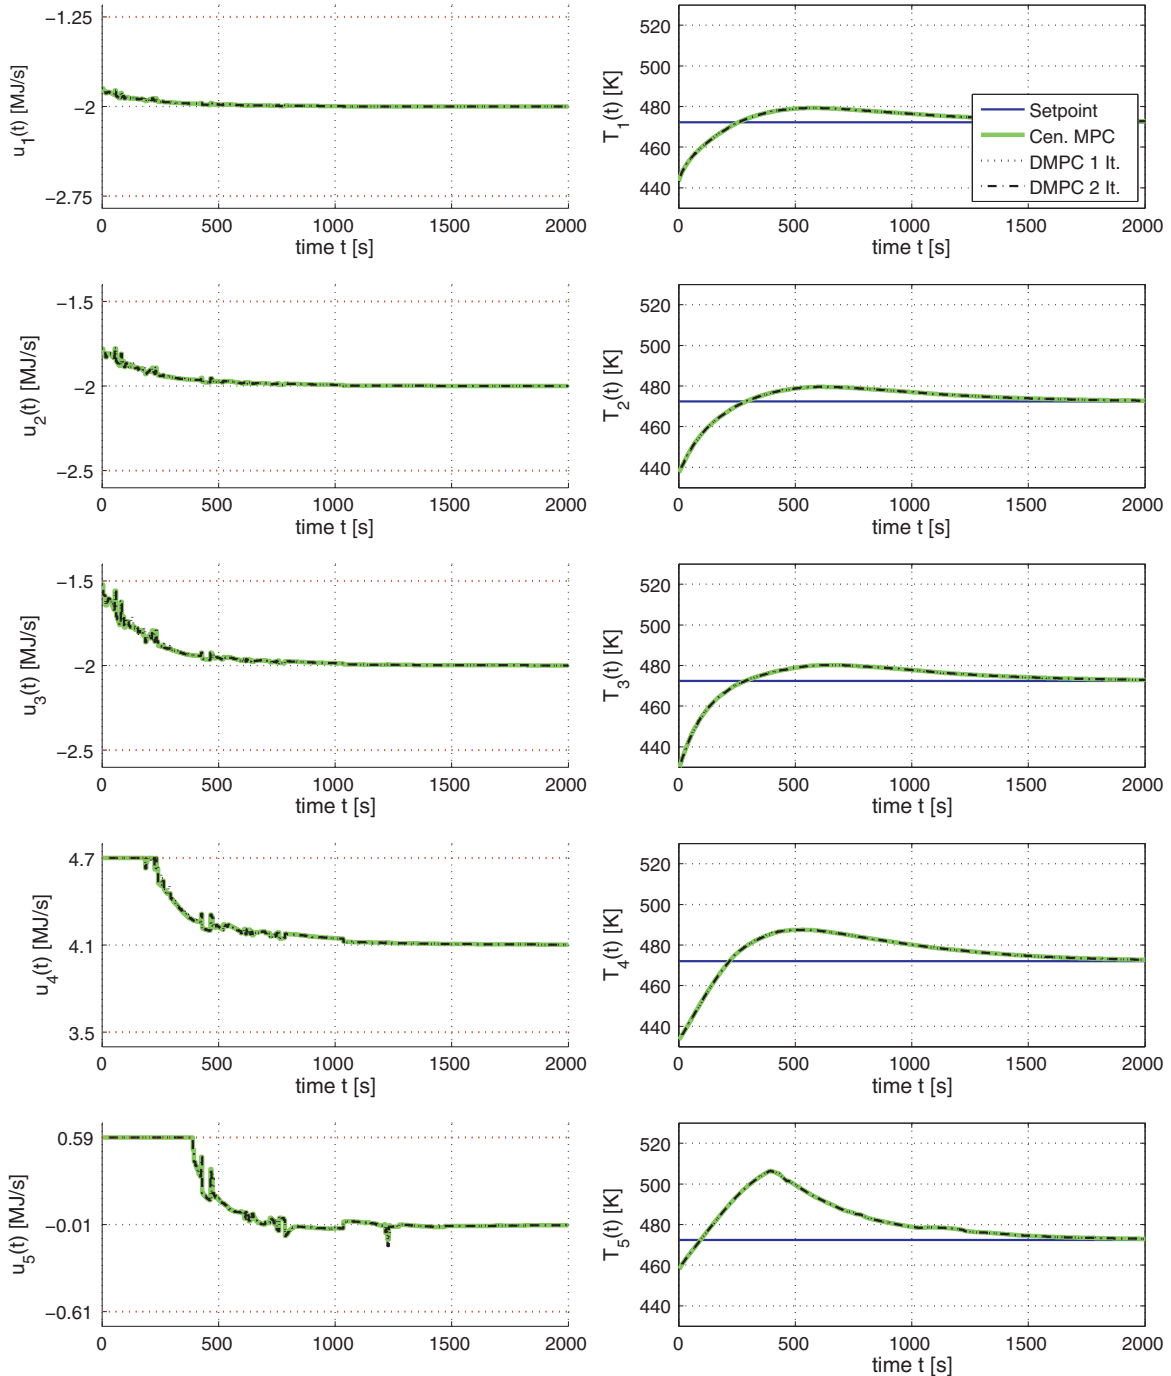 −1.25
−2
−2.75
u1(t) [MJ/s]
0 500 1000 1500 2000
time t [s]
520
500
480
460
440
T1(t) [K]
Setpoint
Cen. MPC
DMPC 1 It.
DMPC 2 It.
0 500 1000 1500 2000
time t [s]
−1.5
−2
−2.5
u2(t) [MJ/s]
0 500 1000 1500 2000
time t [s]
520
500
480
460
440
T2(t) [K]
0 500 1000 1500 2000
time t [s]
−1.5
−2
−2.5
u3(t) [MJ/s]
0 500 1000 1500 2000
time t [s]
520
500
480
460
440
T3(t) [K]
0 500 1000 1500 2000
time t [s]
4.7
4.1
3.5
u4(t) [MJ/s]
0 500 1000 1500 2000
time t [s]
520
500
480
460
440
T4(t) [K]
0 500 1000 1500 2000
time t [s]
0.59
−0.01
−0.61
u5(t) [MJ/s]
0 500 1000 1500 2000
time t [s]
520
500
480
460
440
T5(t) [K]
0 500 1000 1500 2000
time t [s]